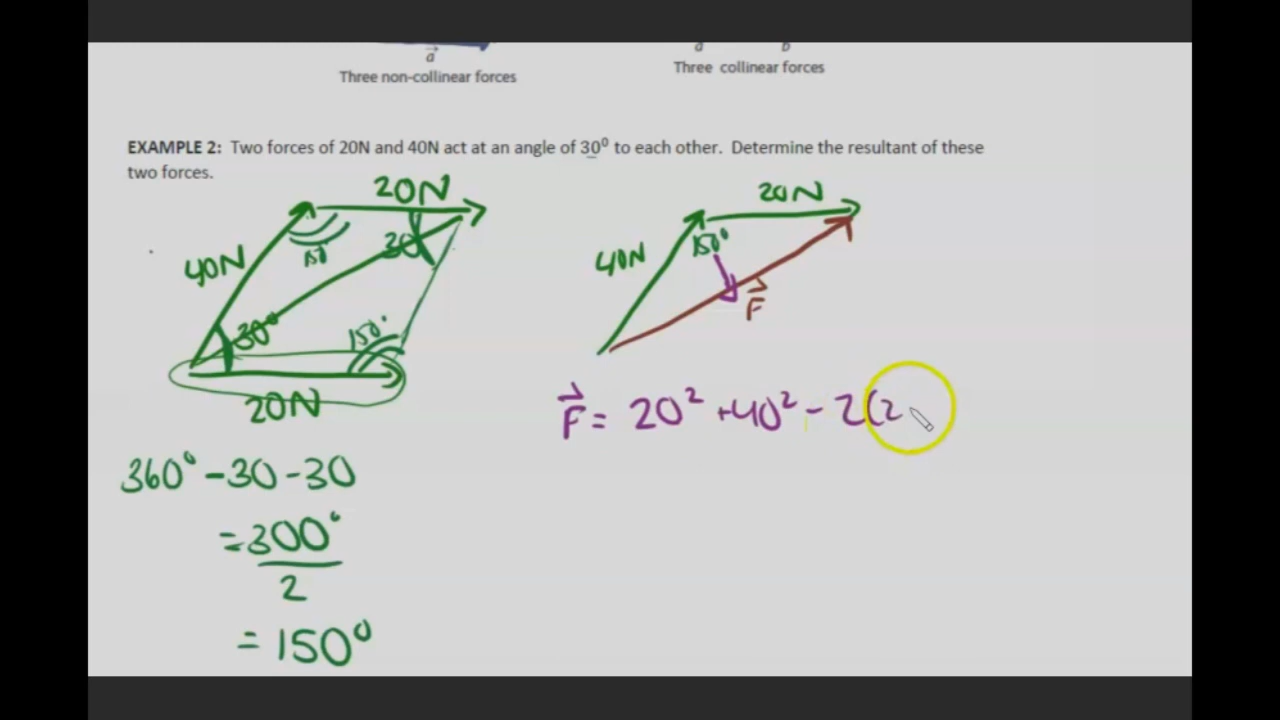 a
a b
Three non-collinear forces
Three collinear forces
EXAMPLE 2: Two forces of 20N and 40N act at an angle of 30⁰ to each other. Determine the resultant of these
two forces.
20N
40N
30
30°
150°
20N
20N
40N
150°
F
F = 20² + 40² - 2(2
360° - 30 - 30
= 300°
2
= 150°